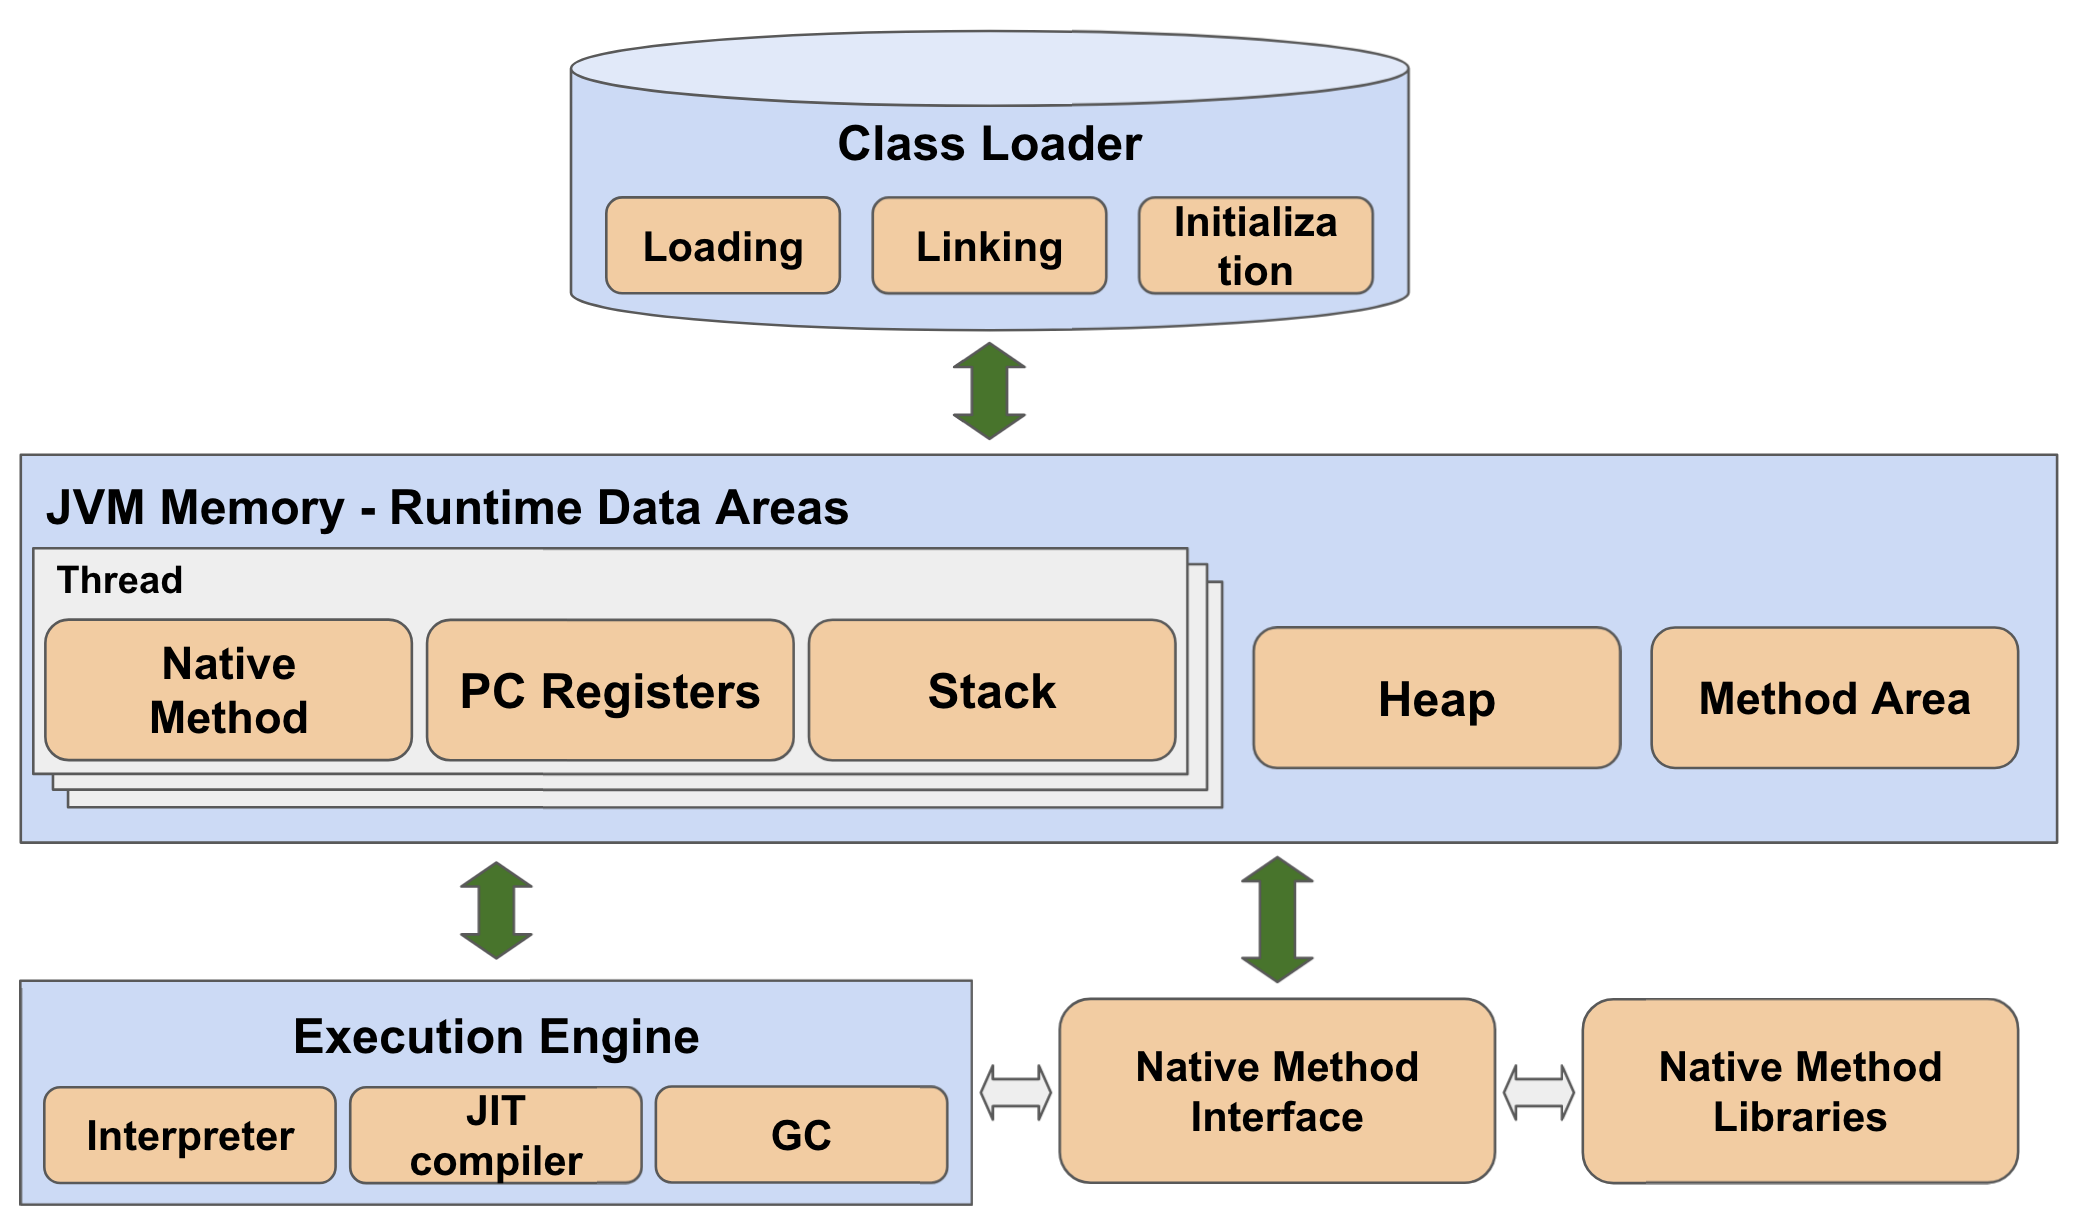 Class Loader
Loading
Linking
Initializa
tion
JVM Memory - Runtime Data Areas
Thread
Native
Method
PC Registers
Stack
Heap
Method Area
Execution Engine
Interpreter
JIT
compiler
GC
Native Method
Interface
Native Method
Libraries